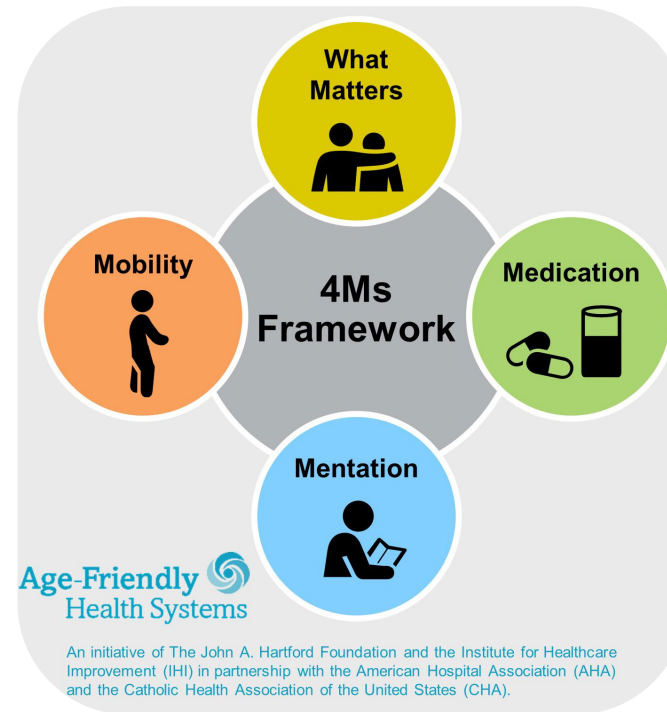 What
Matters
Mobility
4Ms
Framework
Medication
Mentation
Age-Friendly
Health Systems
An initiative of The John A. Hartford Foundation and the Institute for Healthcare
Improvement (IHI) in partnership with the American Hospital Association (AHA)
and the Catholic Health Association of the United States (CHA).